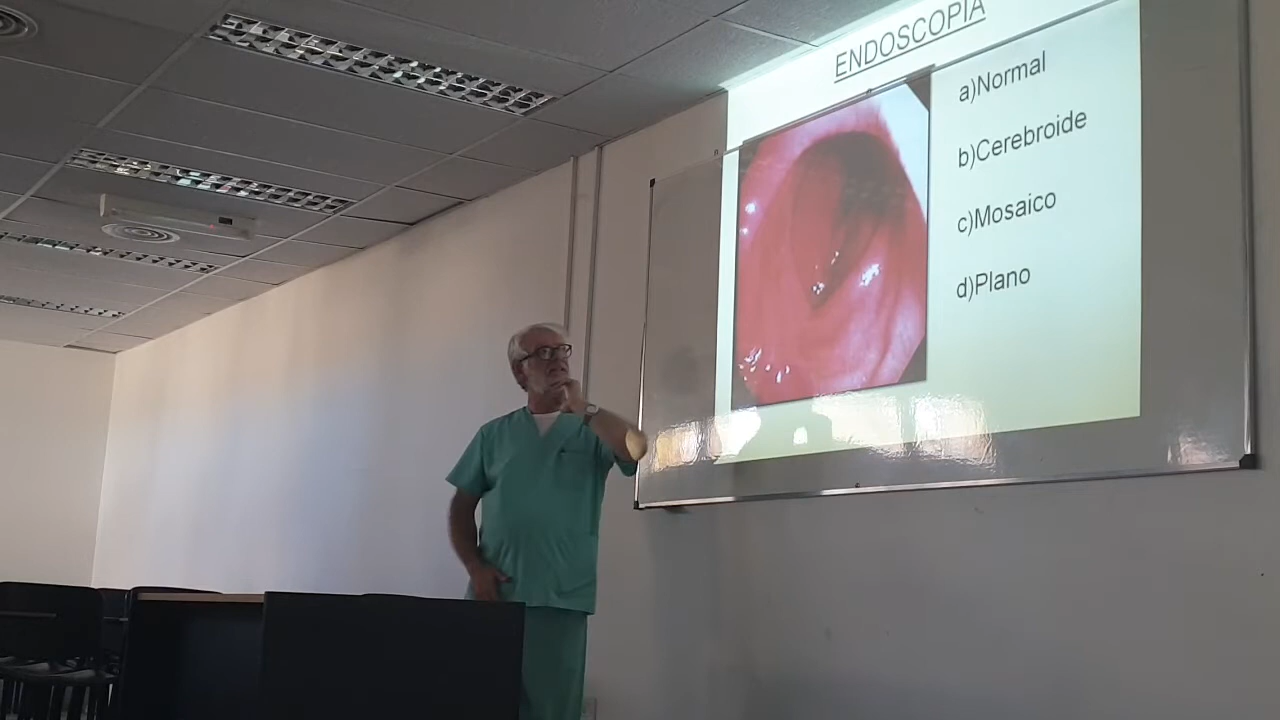 ENDOSCOPIA
a)Normal
b)Cerebroide
c)Mosaico
d)Plano